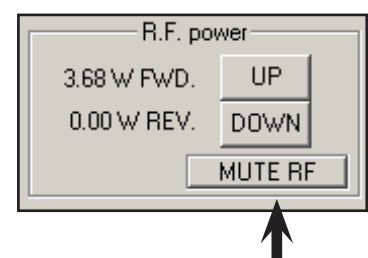 R.F. power
3.68 W FWD. UP
0.00 W REV. DOWN
MUTE RF